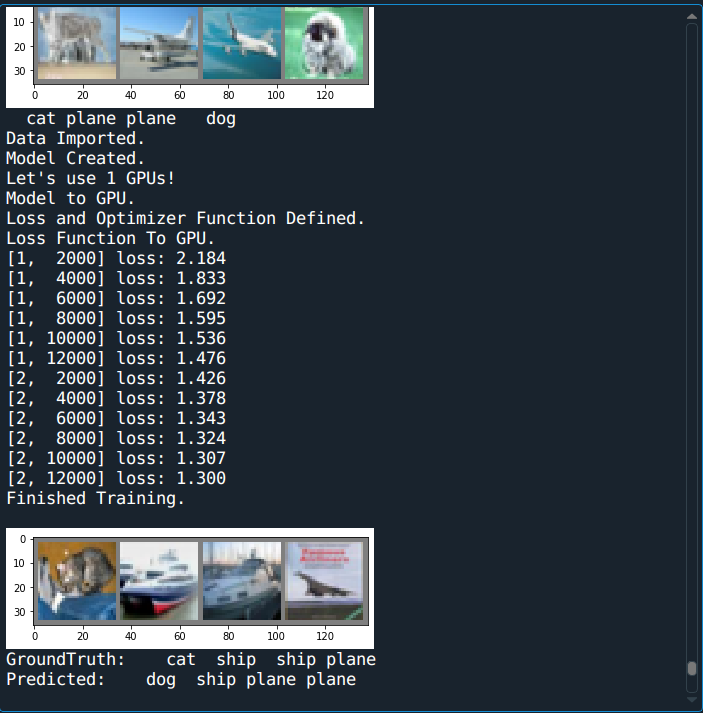 10
20
30
0 20 40 60 80 100 120
cat plane plane dog
Data Imported.
Model Created.
Let's use 1 GPUs!
Model to GPU.
Loss and Optimizer Function Defined.
Loss Function To GPU.
[1,  2000] loss: 2.184
[1,  4000] loss: 1.833
[1,  6000] loss: 1.692
[1,  8000] loss: 1.595
[1, 10000] loss: 1.536
[1, 12000] loss: 1.476
[2,  2000] loss: 1.426
[2,  4000] loss: 1.378
[2,  6000] loss: 1.343
[2,  8000] loss: 1.324
[2, 10000] loss: 1.307
[2, 12000] loss: 1.300
Finished Training.
0
10
20
30
0 20 40 60 80 100 120
GroundTruth:    cat  ship  ship plane
Predicted:    dog  ship plane plane